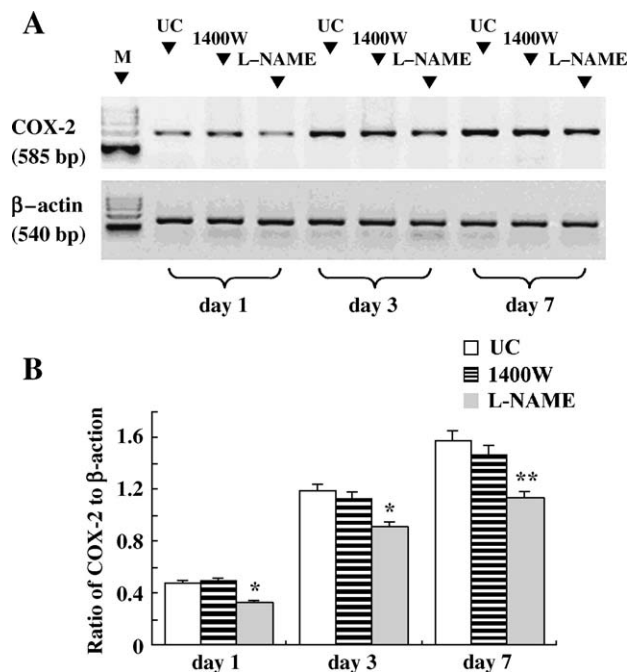 A
UC 1400W L-NAME UC 1400W L-NAME UC 1400W L-NAME
M
COX-2
(585 bp)
β-actin
(540 bp)
day 1 day 3 day 7
B
UC
1400W
L-NAME
Ratio of COX-2 to β-action
1.6
1.2
0.8
0.4
0
* * **
day 1 day 3 day 7